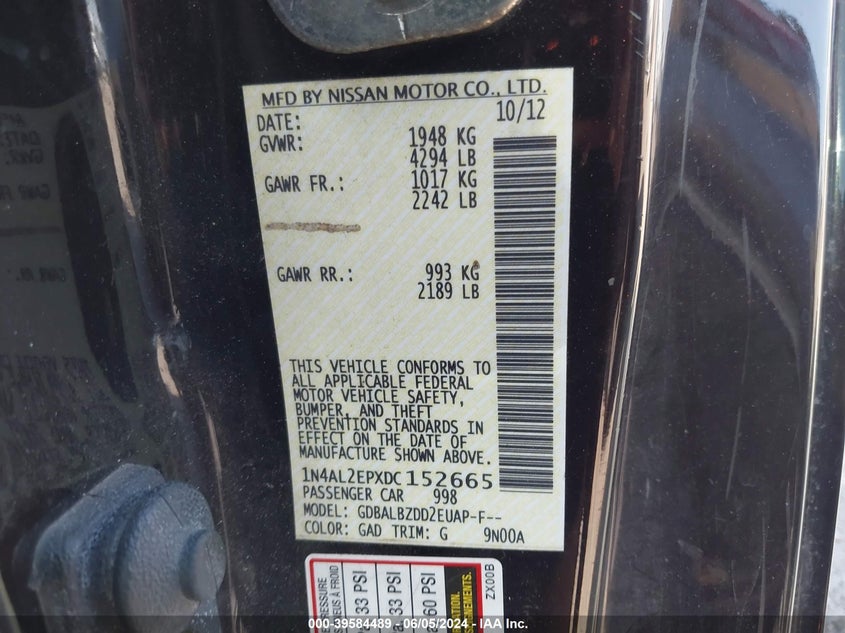 MFD BY NISSAN MOTOR CO., LTD.
DATE: 10/12
GVWR: 1948 KG
4294 LB
GAWR FR.: 1017 KG
2242 LB
GAWR RR.: 993 KG
2189 LB
THIS VEHICLE CONFORMS TO
ALL APPLICABLE FEDERAL
MOTOR VEHICLE SAFETY,
BUMPER, AND THEFT
PREVENTION STANDARDS IN
EFFECT ON THE DATE OF
MANUFACTURE SHOWN ABOVE.
1N4AL2EPXDC152665
PASSENGER CAR 998
MODEL: GDBALBZDD2EUAP-F--
COLOR: GAD TRIM: G 9N00A
PRESSURE
À FROID
33 PSI
33 PSI
60 PSI
ZX00B
000-39584489 - 06/05/2024 - IAA Inc.